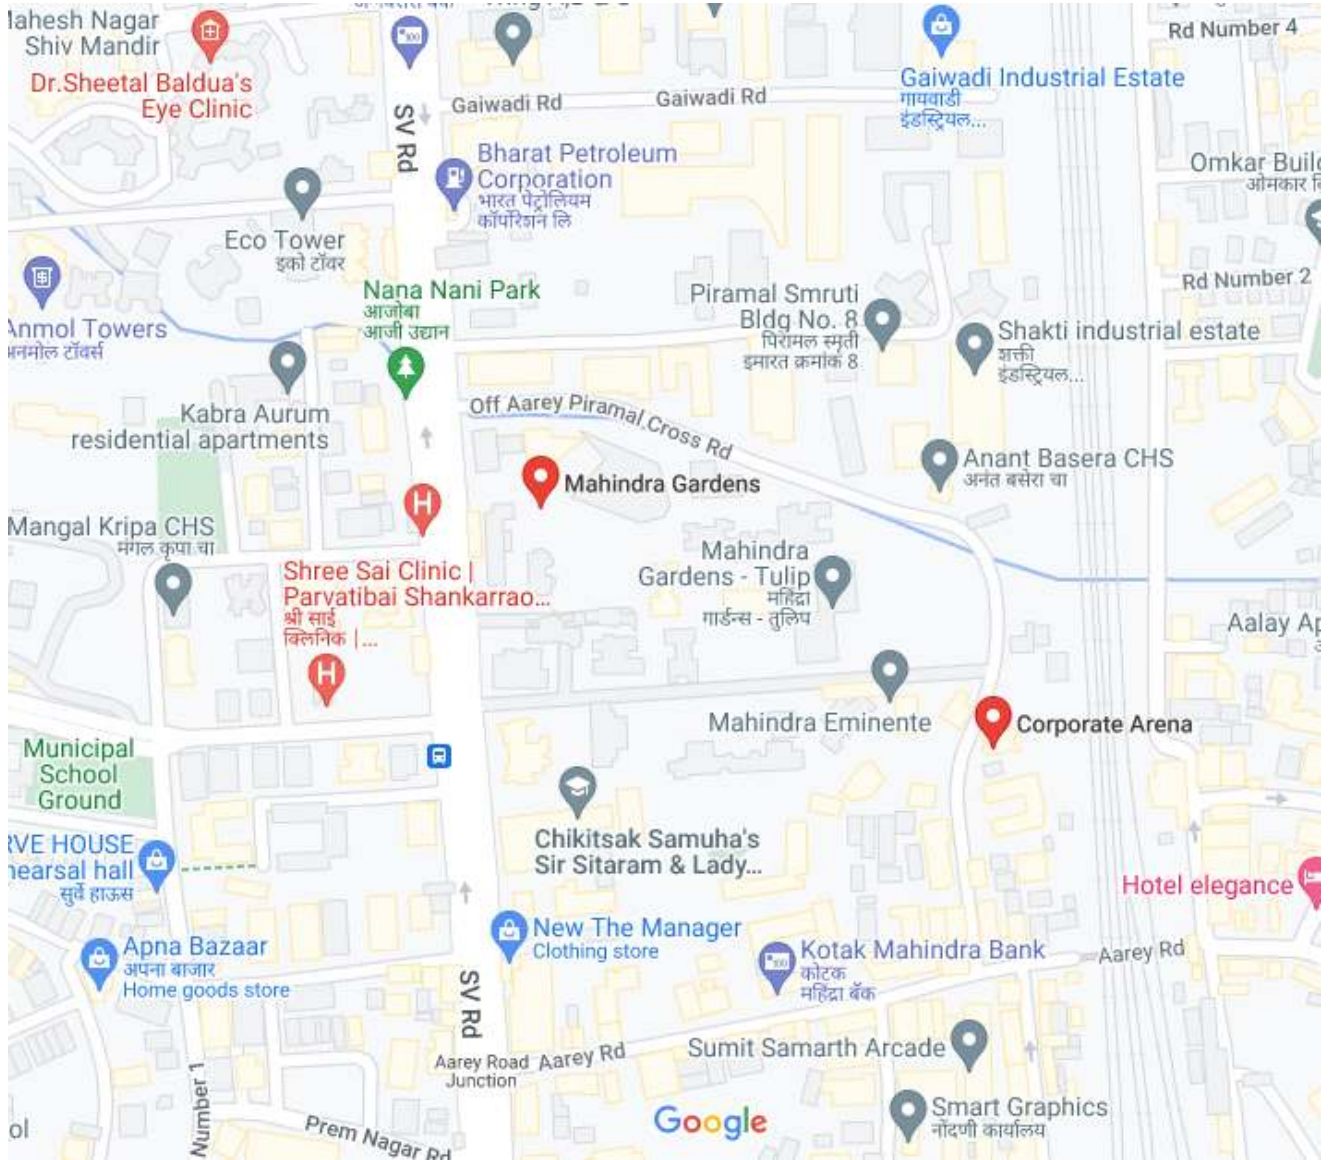 Mahesh Nagar
Shiv Mandir
Dr.Sheetal Baldua's
Eye Clinic
SV Rd
Gaiwadi Rd
Gaiwadi Rd
Gaiwadi Industrial Estate
गायवाडी
इंडस्ट्रियल...
Rd Number 4
Bharat Petroleum
Corporation
भारत पेट्रोलियम
कॉर्पोरेशन लि
Omkar Build
Eco Tower
इको टॉवर
Rd Number 2
Nana Nani Park
आजोबा
आजी उद्यान
Piramal Smruti
Bldg No. 8
पिरामल स्मृती
इमारत क्रमांक 8
Shakti industrial estate
शक्ती
इंडस्ट्रियल...
Anmol Towers
अनमोल टॉवर्स
Kabra Aurum
residential apartments
Off Aarey Piramal Cross Rd
Anant Basera CHS
अनंत बसेरा चा
Mahindra Gardens
Mangal Kripa CHS
मंगल कृपा चा
Mahindra
Gardens - Tulip
महिंद्रा
गार्डन्स - तुलिप
Shree Sai Clinic |
Parvatibai Shankarrao...
श्री साई
क्लिनिक |...
Aalay Ap
Mahindra Eminente
Corporate Arena
Municipal
School
Ground
Chikitsak Samuha's
Sir Sitaram & Lady...
RVE HOUSE
hearsal hall
सुर्वे हाऊस
Hotel elegance
New The Manager
Clothing store
Apna Bazaar
अपना बाजार
Home goods store
Kotak Mahindra Bank
कोटक
महिंद्रा बँक
Aarey Rd
SV Rd
Aarey Road
Junction
Aarey Rd
Sumit Samarth Arcade
Number 1
Prem Nagar Rd
Google
Smart Graphics
नोंदणी कार्यालय
ol